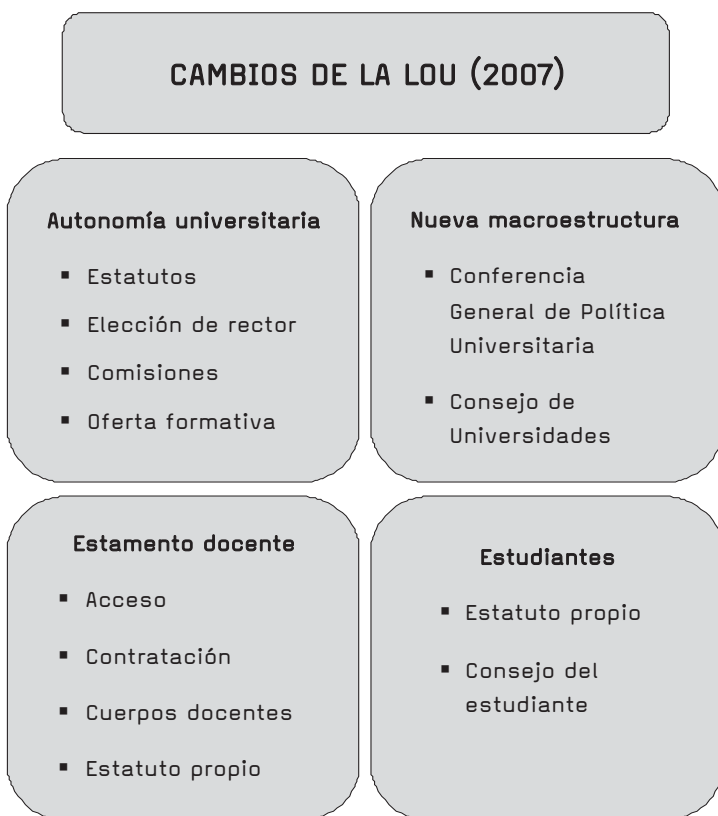 CAMBIOS DE LA LOU (2007)
Autonomía universitaria
▪ Estatutos
▪ Elección de rector
▪ Comisiones
▪ Oferta formativa
Nueva macroestructura
▪ Conferencia
General de Política
Universitaria
▪ Consejo de
Universidades
Estamento docente
▪ Acceso
▪ Contratación
▪ Cuerpos docentes
▪ Estatuto propio
Estudiantes
▪ Estatuto propio
▪ Consejo del
estudiante